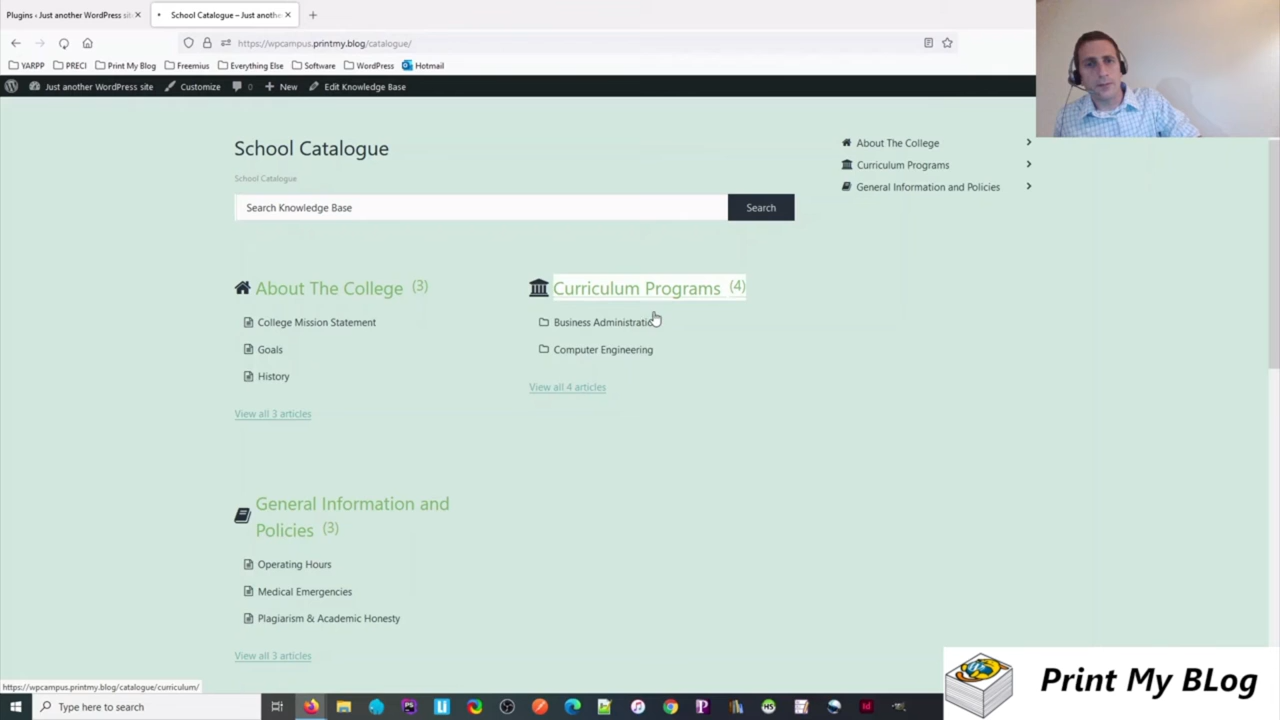 Plugins ‹ Just another WordPress sit
School Catalogue – Just anothe
https://wpcampus.printmy.blog/catalogue/
YARPP
PRECI
Print My Blog
Freemius
Everything Else
Software
WordPress
Hotmail
Just another WordPress site
Customize
0
New
Edit Knowledge Base
School Catalogue
School Catalogue
Search Knowledge Base
Search
About The College
Curriculum Programs
General Information and Policies
About The College (3)
College Mission Statement
Goals
History
View all 3 articles
Curriculum Programs (4)
Business Administratio
Computer Engineering
View all 4 articles
General Information and
Policies (3)
Operating Hours
Medical Emergencies
Plagiarism & Academic Honesty
View all 3 articles
https://wpcampus.printmy.blog/catalogue/curriculum/
Type here to search
Print My BLog